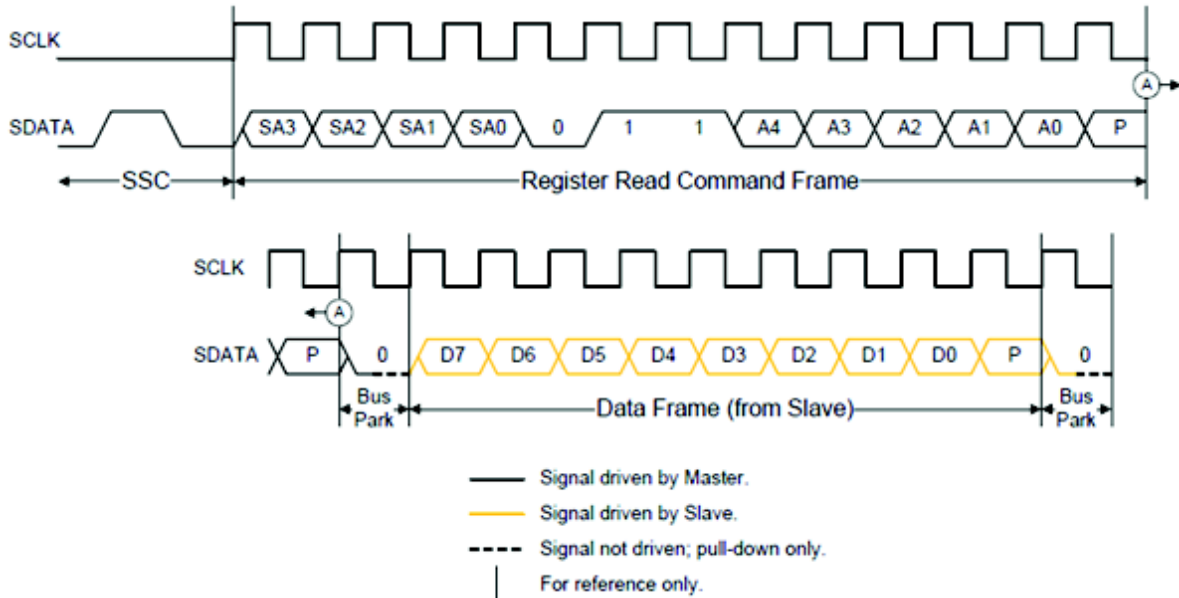 SCLK
A
SDATA SA3 SA2 SA1 SA0 0 1 1 A4 A3 A2 A1 A0 P
SSC Register Read Command Frame
SCLK
A
SDATA P 0 D7 D6 D5 D4 D3 D2 D1 D0 P 0
Bus Park Data Frame (from Slave) Bus Park
Signal driven by Master.
Signal driven by Slave.
Signal not driven; pull-down only.
For reference only.